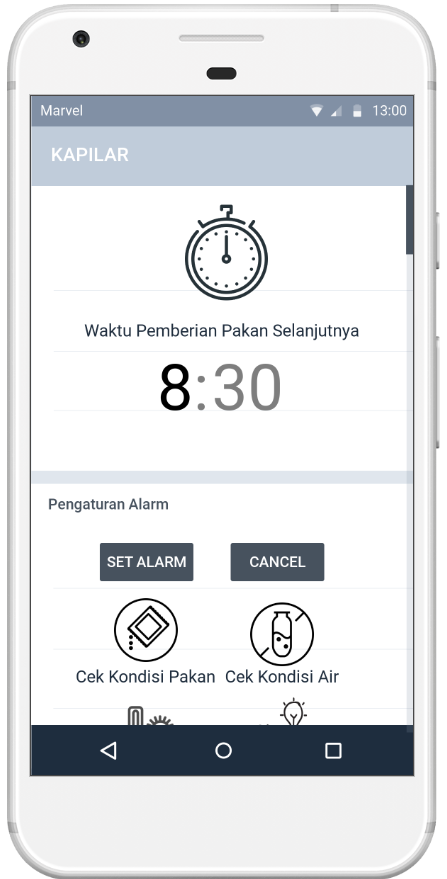 Marvel 13:00
KAPILAR
Waktu Pemberian Pakan Selanjutnya
8:30
Pengaturan Alarm
SET ALARM CANCEL
Cek Kondisi Pakan Cek Kondisi Air